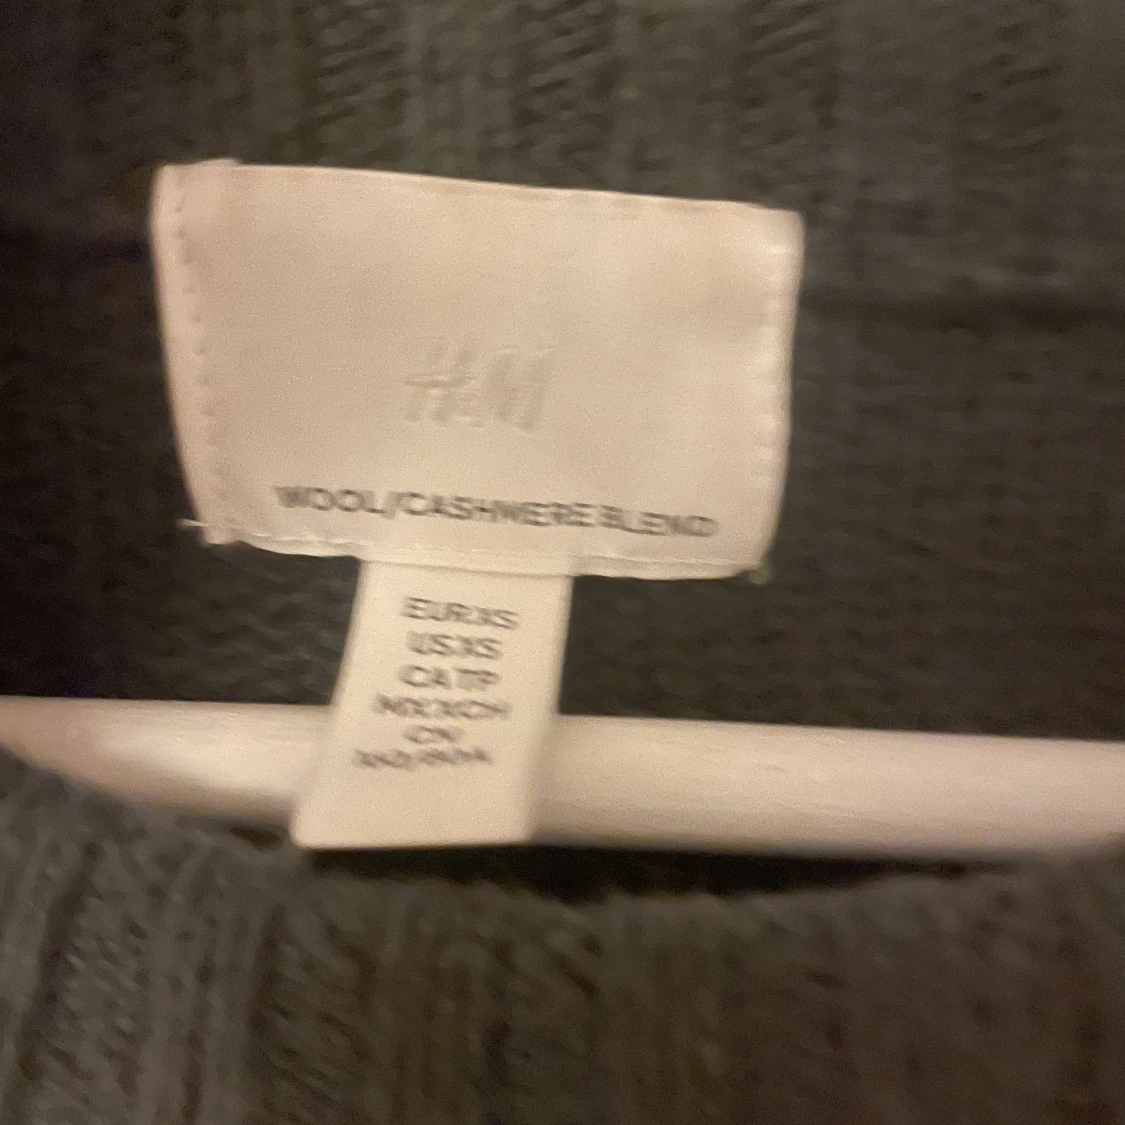 H&M
WOOL/CASHMERE BLEND
EUR XS
US XS
CA TP
MX XCH
CN